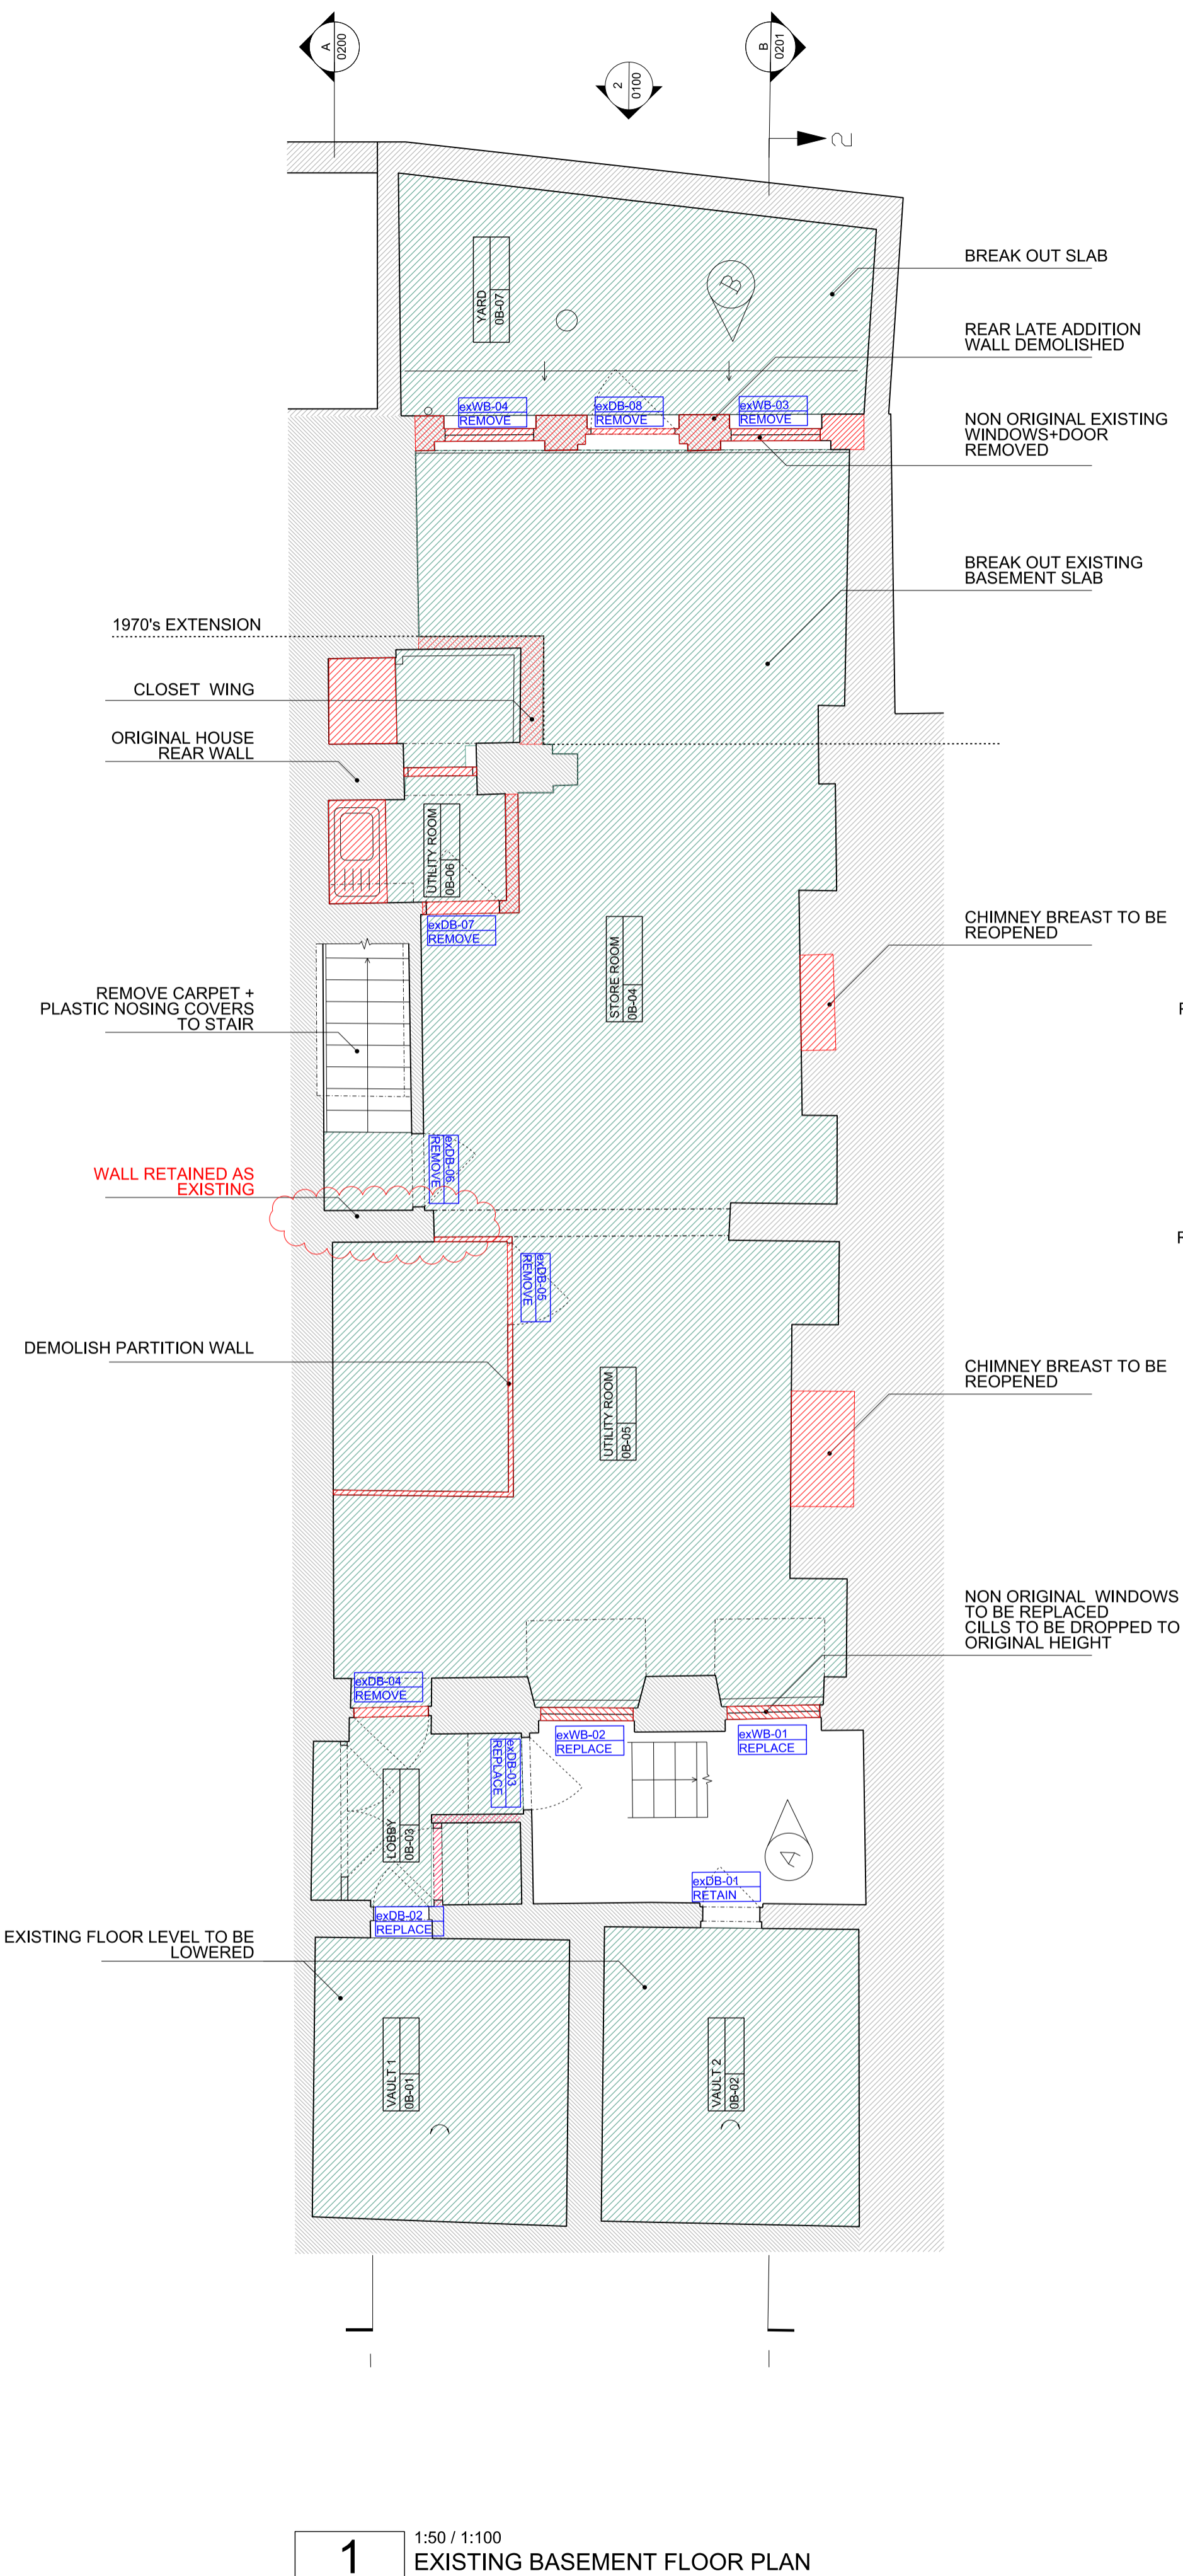 A
0200
2
0100
B
0201
2
BREAK OUT SLAB
YARD
0B-07
B
REAR LATE ADDITION
WALL DEMOLISHED
exWB-04
REMOVE
exDB-08
REMOVE
exWB-03
REMOVE
NON ORIGINAL EXISTING
WINDOWS+DOOR
REMOVED
BREAK OUT EXISTING
BASEMENT SLAB
1970's EXTENSION
CLOSET WING
ORIGINAL HOUSE
REAR WALL
UTILITY ROOM
0B-06
exDB-07
REMOVE
STORE ROOM
0B-04
CHIMNEY BREAST TO BE
REOPENED
REMOVE CARPET +
PLASTIC NOSING COVERS
TO STAIR
F
exDB-06
REMOVE
WALL RETAINED AS
EXISTING
F
exDB-05
REMOVE
DEMOLISH PARTITION WALL
UTILITY ROOM
0B-05
CHIMNEY BREAST TO BE
REOPENED
NON ORIGINAL WINDOWS
TO BE REPLACED
CILLS TO BE DROPPED TO
ORIGINAL HEIGHT
exDB-04
REMOVE
exDB-03
REPLACE
exWB-02
REPLACE
exWB-01
REPLACE
LOBBY
0B-03
A
exDB-01
RETAIN
exDB-02
REPLACE
EXISTING FLOOR LEVEL TO BE
LOWERED
VAULT 1
0B-01
VAULT 2
0B-02
1
1:50 / 1:100
EXISTING BASEMENT FLOOR PLAN